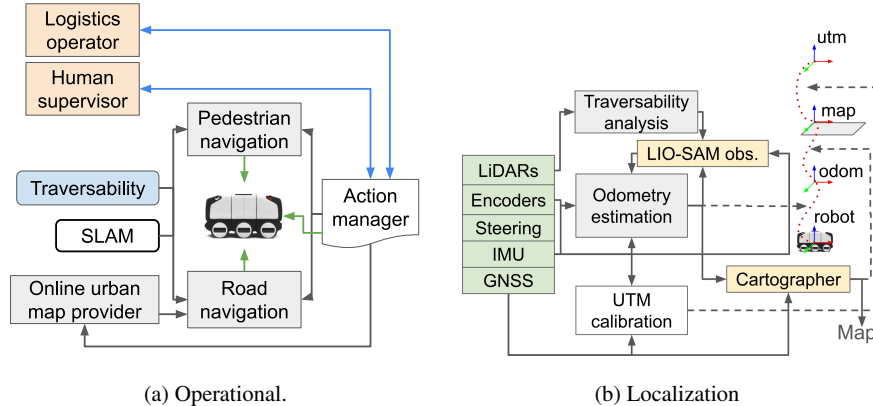 Logistics
operator
Human
supervisor
Pedestrian
navigation
Traversability
SLAM
Action
manager
Online urban
map provider
Road
navigation
(a) Operational.
utm
Traversability
analysis
map
LiDARs
LIO-SAM obs.
Encoders
Odometry
estimation
odom
Steering
robot
IMU
GNSS
Cartographer
UTM
calibration
Map
(b) Localization